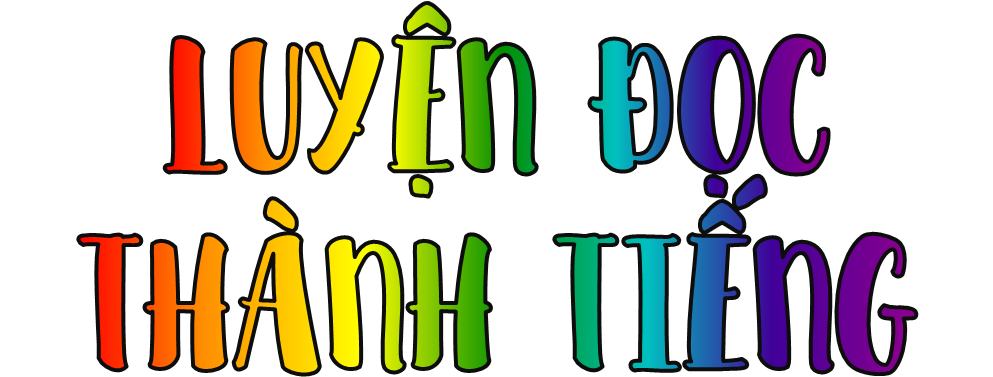 LUYỆN ĐỌC
THÀNH TIẾNG